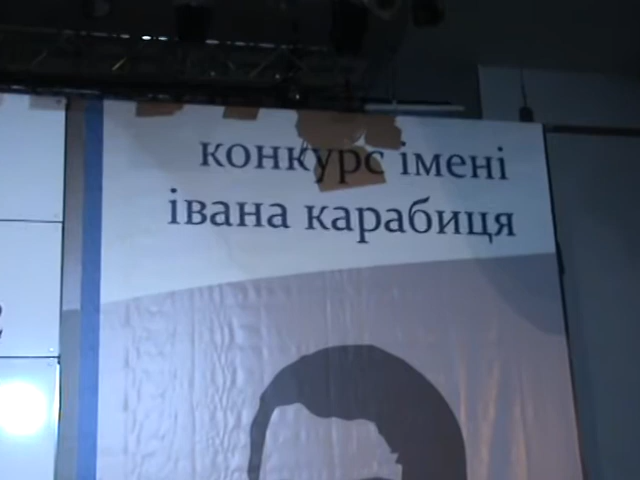 конкурс імені
івана карабиця